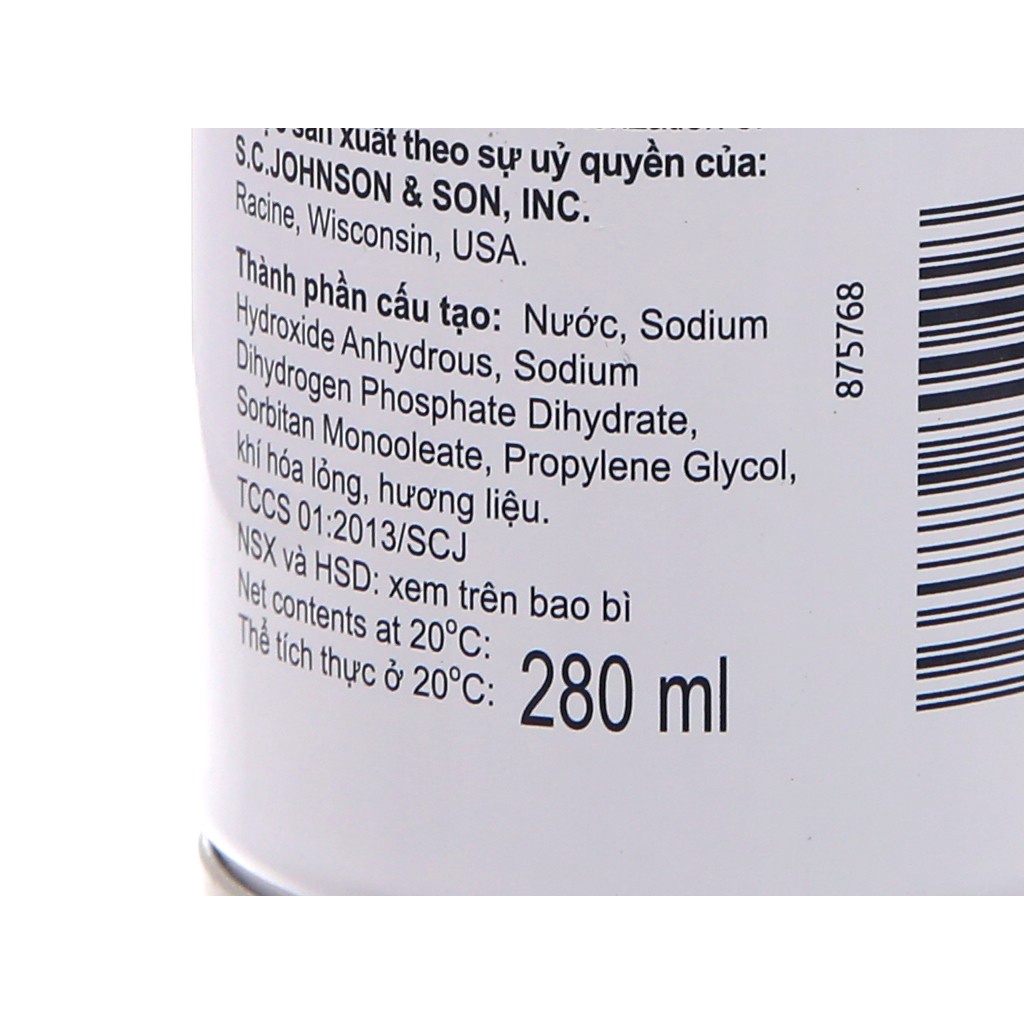 sản xuất theo sự uỷ quyền của:
S.C.JOHNSON & SON, INC.
Racine, Wisconsin, USA.
Thành phần cấu tạo: Nước, Sodium
Hydroxide Anhydrous, Sodium
Dihydrogen Phosphate Dihydrate,
Sorbitan Monooleate, Propylene Glycol,
khí hóa lỏng, hương liệu.
TCCS 01:2013/SCJ
NSX và HSD: xem trên bao bì
Net contents at 20°C:
Thể tích thực ở 20°C: 280 ml
875768